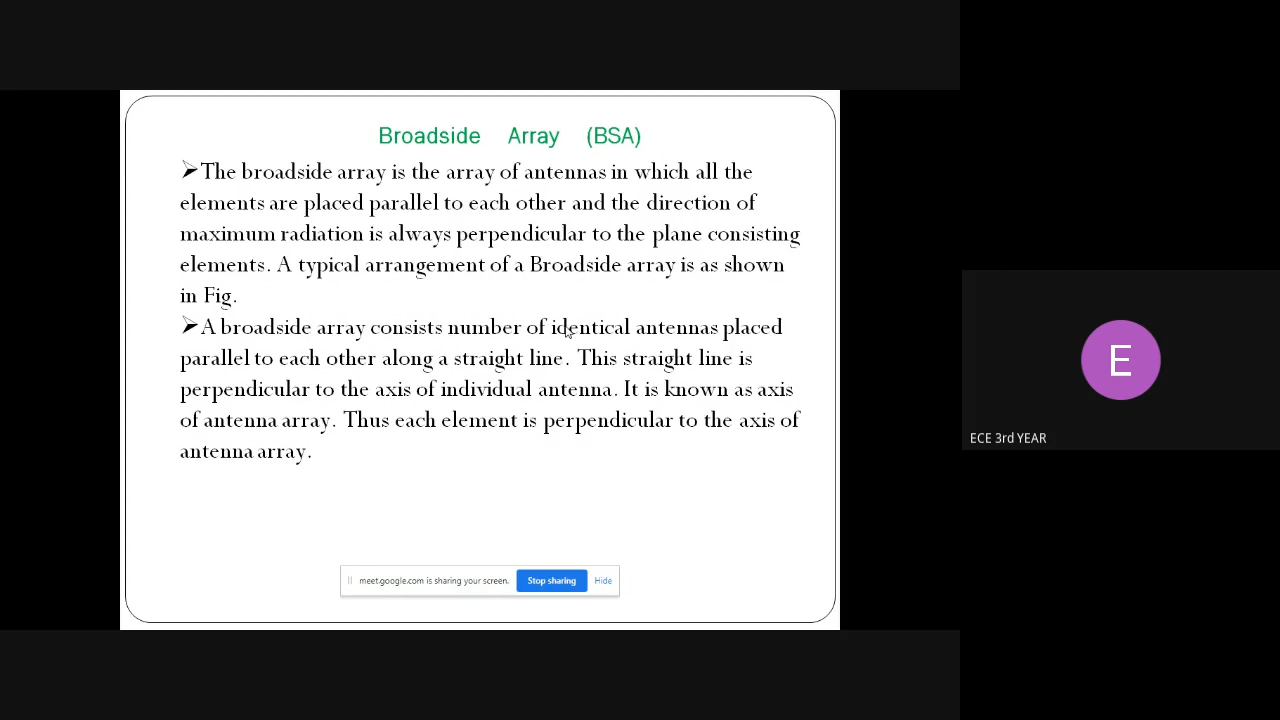 Broadside Array (BSA)
➢The broadside array is the array of antennas in which all the
elements are placed parallel to each other and the direction of
maximum radiation is always perpendicular to the plane consisting
elements. A typical arrangement of a Broadside array is as shown
in Fig.
➢A broadside array consists number of identical antennas placed
parallel to each other along a straight line. This straight line is
perpendicular to the axis of individual antenna. It is known as axis
of antenna array. Thus each element is perpendicular to the axis of
antenna array.
meet.google.com is sharing your screen. Stop sharing Hide
E
ECE 3rd YEAR